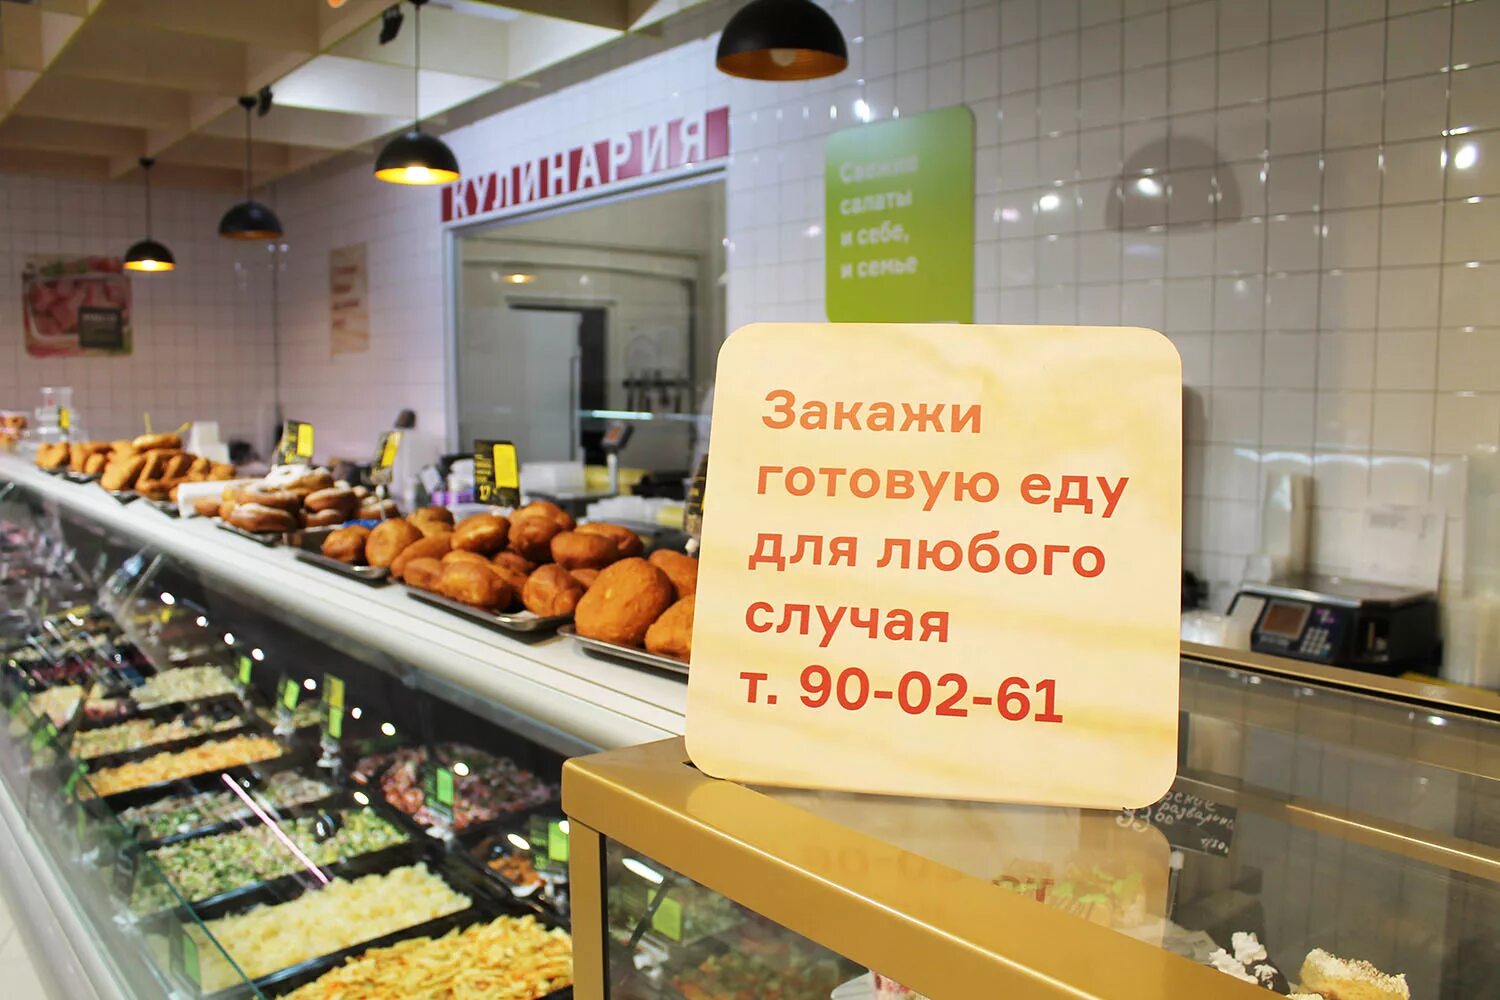 КУЛИНАРИЯ
Свежие
салаты
и себе,
и семье
Закажи
готовую еду
для любого
случая
т. 90-02-61